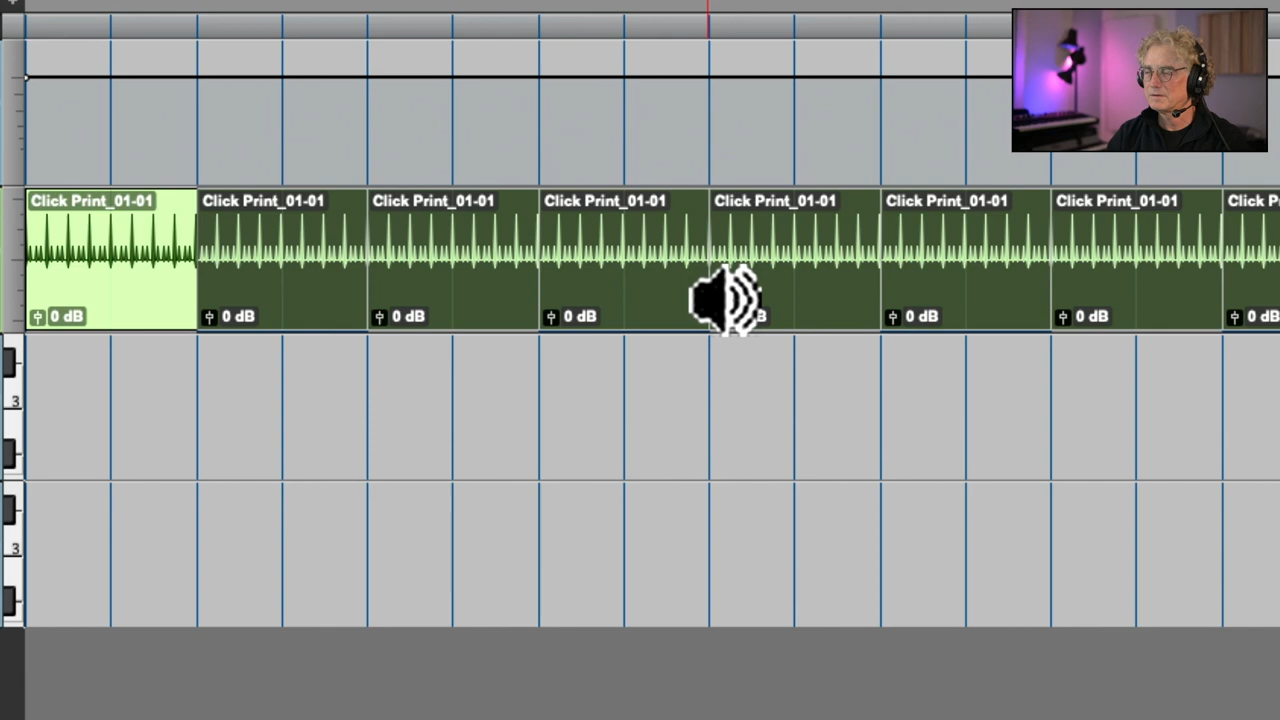 Click Print_01-01 Click Print_01-01 Click Print_01-01 Click Print_01-01 Click Print_01-01 Click Print_01-01 Click Print_01-01 Click
0 dB 0 dB 0 dB 0 dB 0 dB 0 dB 0 dB
3
3